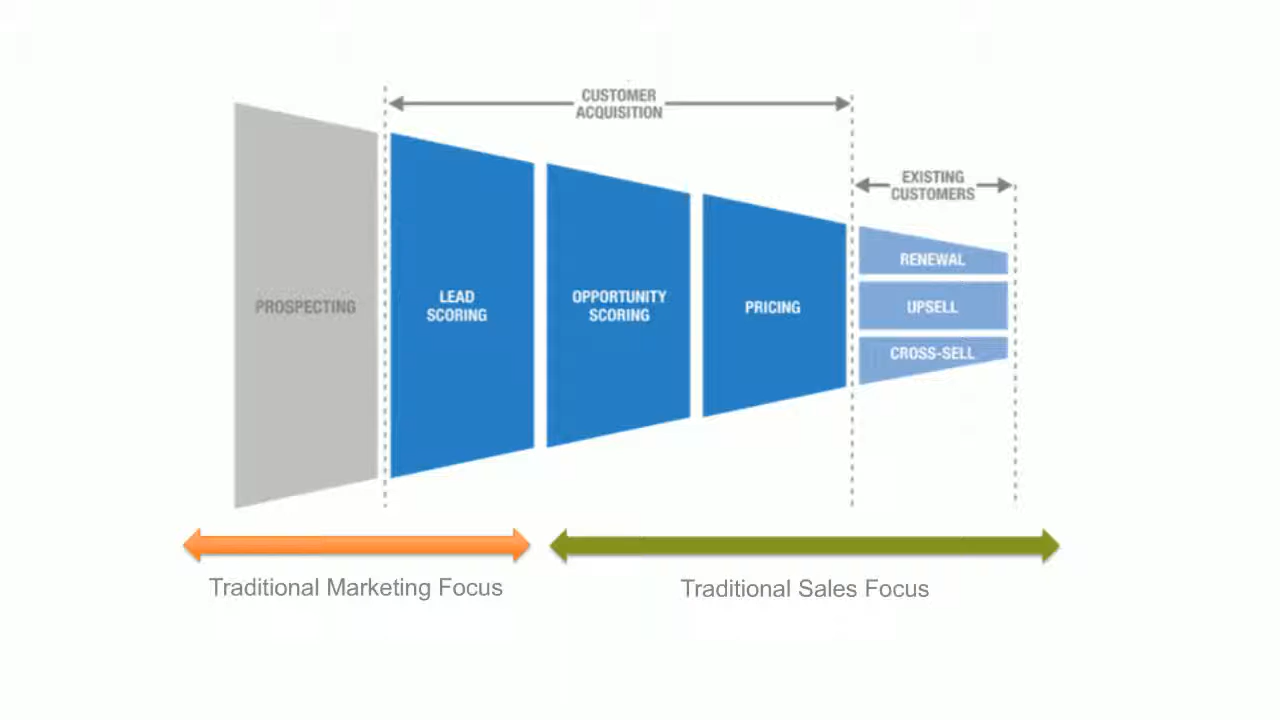 CUSTOMER
ACQUISITION
EXISTING
CUSTOMERS
PROSPECTING
LEAD
SCORING
OPPORTUNITY
SCORING
PRICING
RENEWAL
UPSELL
CROSS-SELL
Traditional Marketing Focus
Traditional Sales Focus